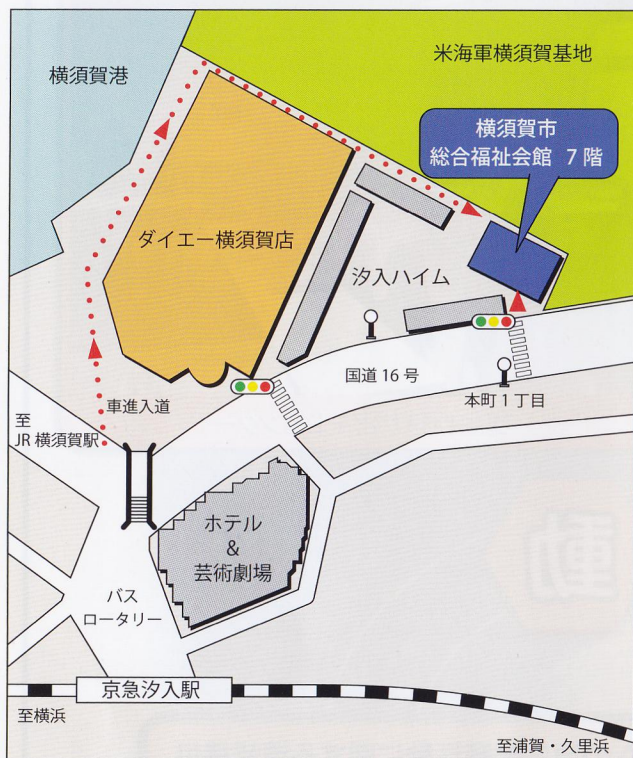 横須賀港
米海軍横須賀基地
横須賀市
総合福祉会館 7階
ダイエー横須賀店
汐入ハイム
国道16号
本町1丁目
車進入道
至
JR横須賀駅
ホテル
&
芸術劇場
バス
ロータリー
京急汐入駅
至横浜
至浦賀・久里浜
動